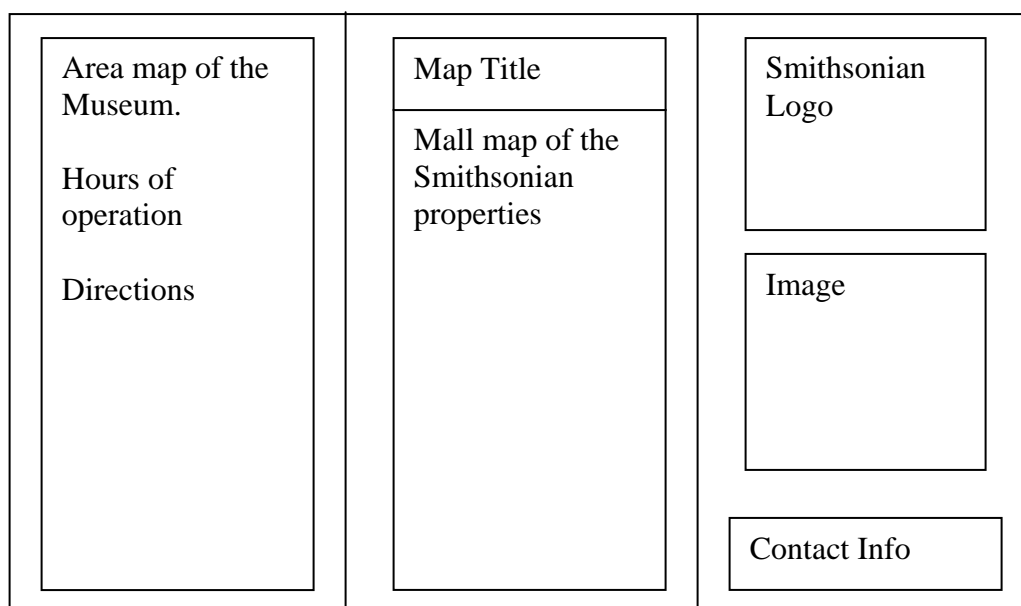 Area map of the
Museum.
Hours of
operation
Directions
Map Title
Mall map of the
Smithsonian
properties
Smithsonian
Logo
Image
Contact Info